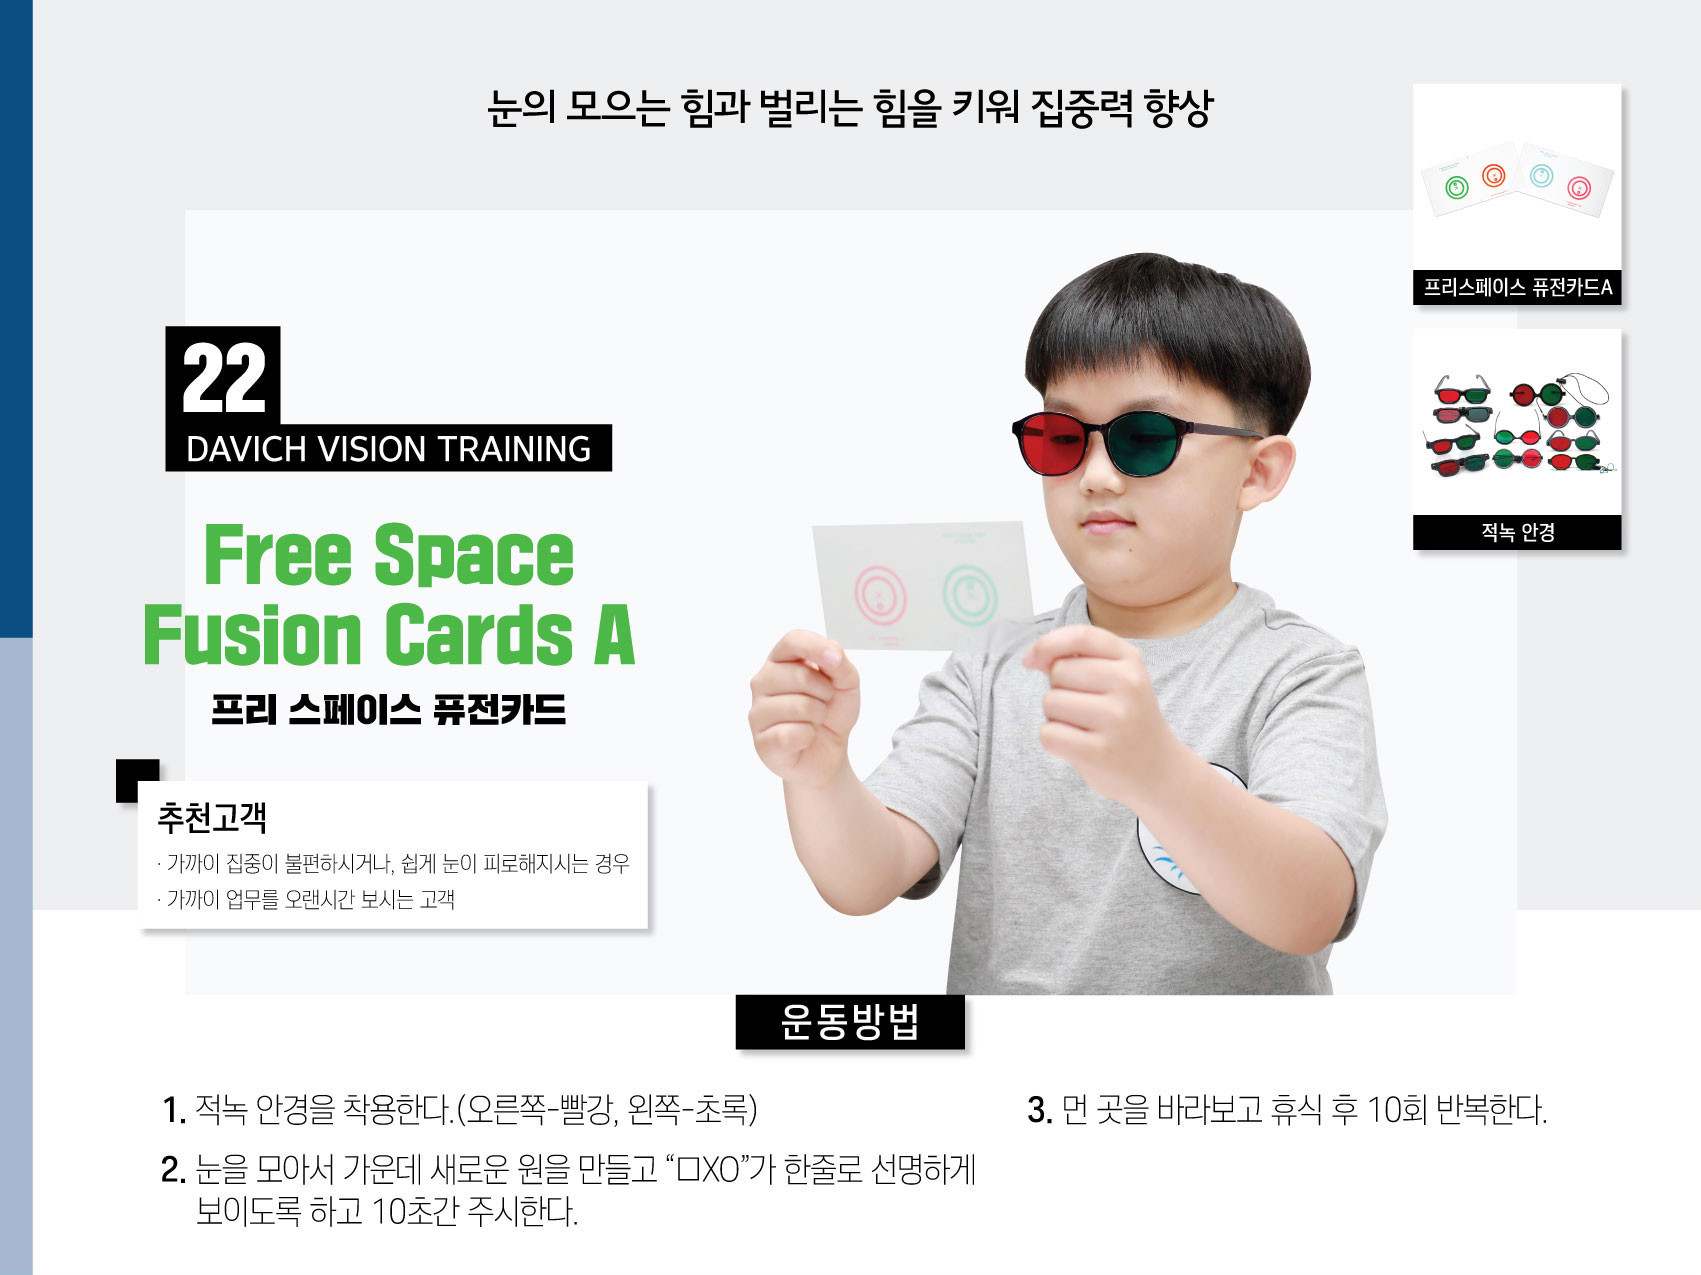 눈의 모으는 힘과 벌리는 힘을 키워 집중력 향상
프리스페이스 퓨전카드A
적녹 안경
22
DAVICH VISION TRAINING
Free Space
Fusion Cards A
프리 스페이스 퓨전카드
추천고객
· 가까이 집중이 불편하시거나, 쉽게 눈이 피로해지시는 경우
· 가까이 업무를 오랜시간 보시는 고객
운동방법
1. 적녹 안경을 착용한다.(오른쪽-빨강, 왼쪽-초록)
2. 눈을 모아서 가운데 새로운 원을 만들고 “□XO”가 한줄로 선명하게
보이도록 하고 10초간 주시한다.
3. 먼 곳을 바라보고 휴식 후 10회 반복한다.